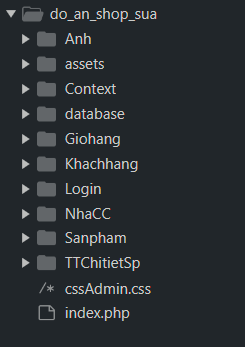 do_an_shop_sua
Anh
assets
Context
database
Giohang
Khachhang
Login
NhaCC
Sanpham
TTChitietSp
/* cssAdmin.css
index.php